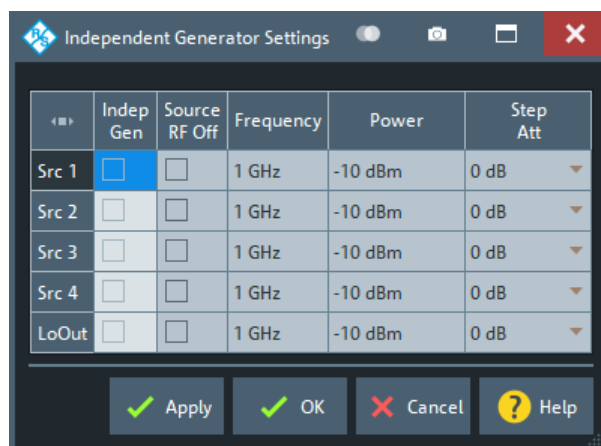 Independent Generator Settings
Indep Gen Source RF Off Frequency Power Step Att
Src 1 1 GHz -10 dBm 0 dB
Src 2 1 GHz -10 dBm 0 dB
Src 3 1 GHz -10 dBm 0 dB
Src 4 1 GHz -10 dBm 0 dB
LoOut 1 GHz -10 dBm 0 dB
Apply OK Cancel ? Help